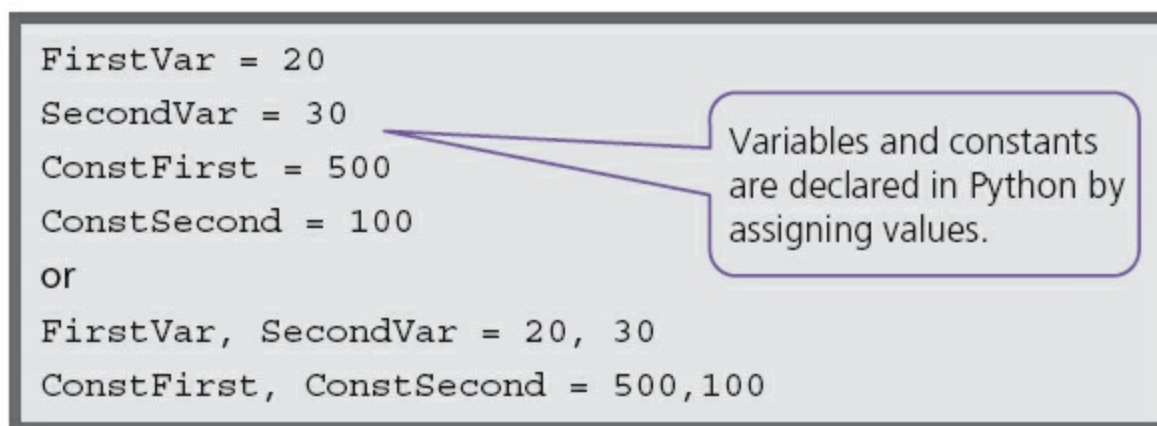 FirstVar = 20
SecondVar = 30
ConstFirst = 500
ConstSecond = 100
or
FirstVar, SecondVar = 20, 30
ConstFirst, ConstSecond = 500,100
Variables and constants
are declared in Python by
assigning values.